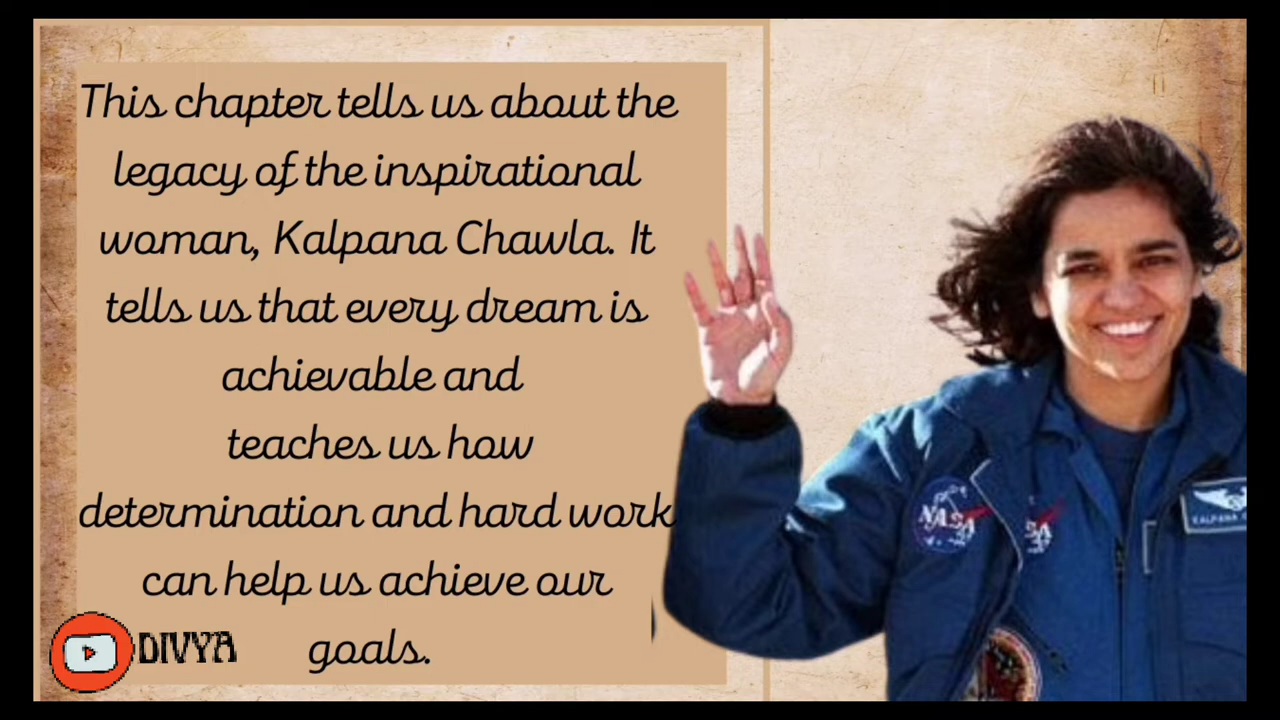 This chapter tells us about the
legacy of the inspirational
woman, Kalpana Chawla. It
tells us that every dream is
achievable and
teaches us how
determination and hard work
can help us achieve our
goals.
DIVYA
NASA
KALPANA